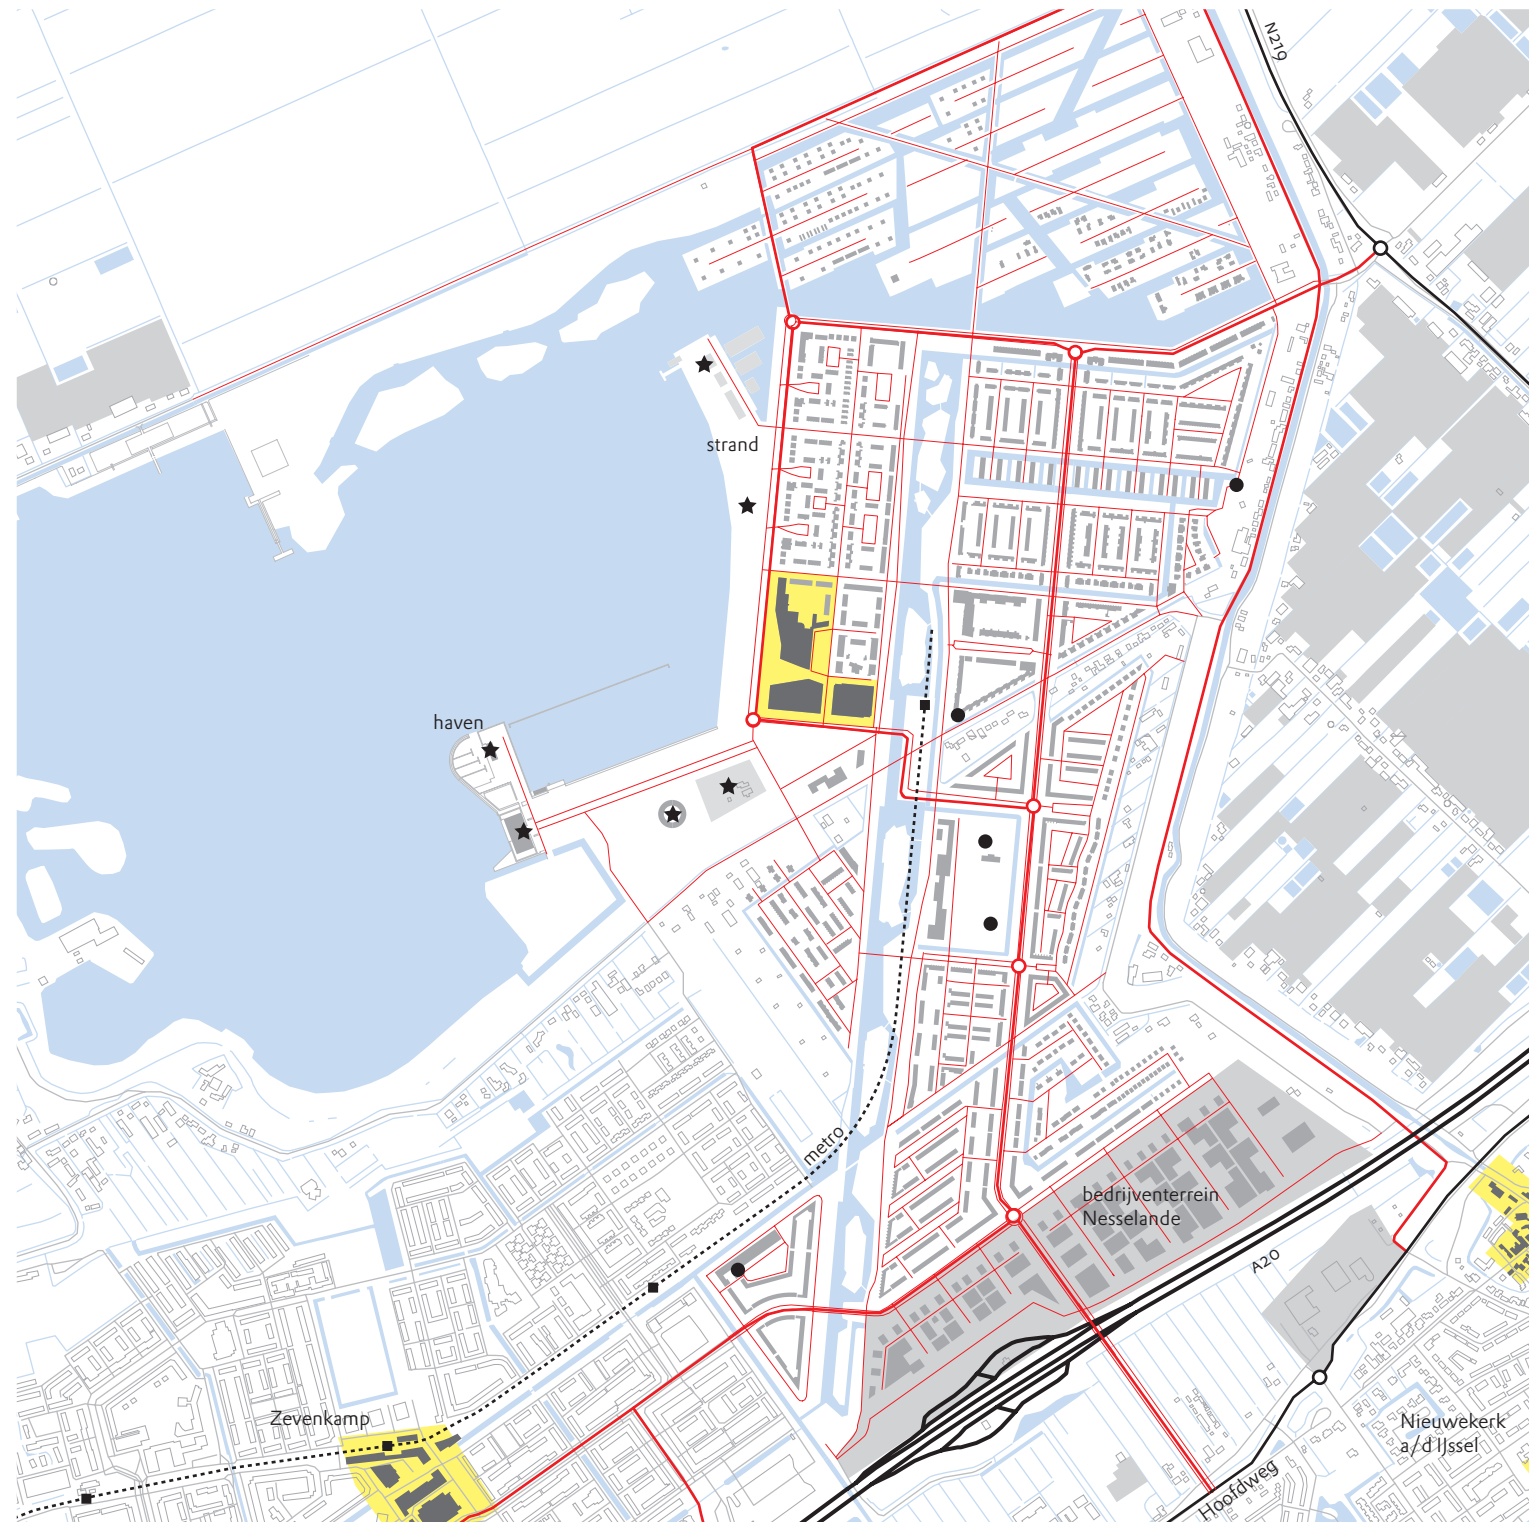 N219
strand
haven
metro
bedrijventerrein
Nesselande
A20
Zevenkamp
Nieuwekerk
a/d IJssel
Hoofdweg